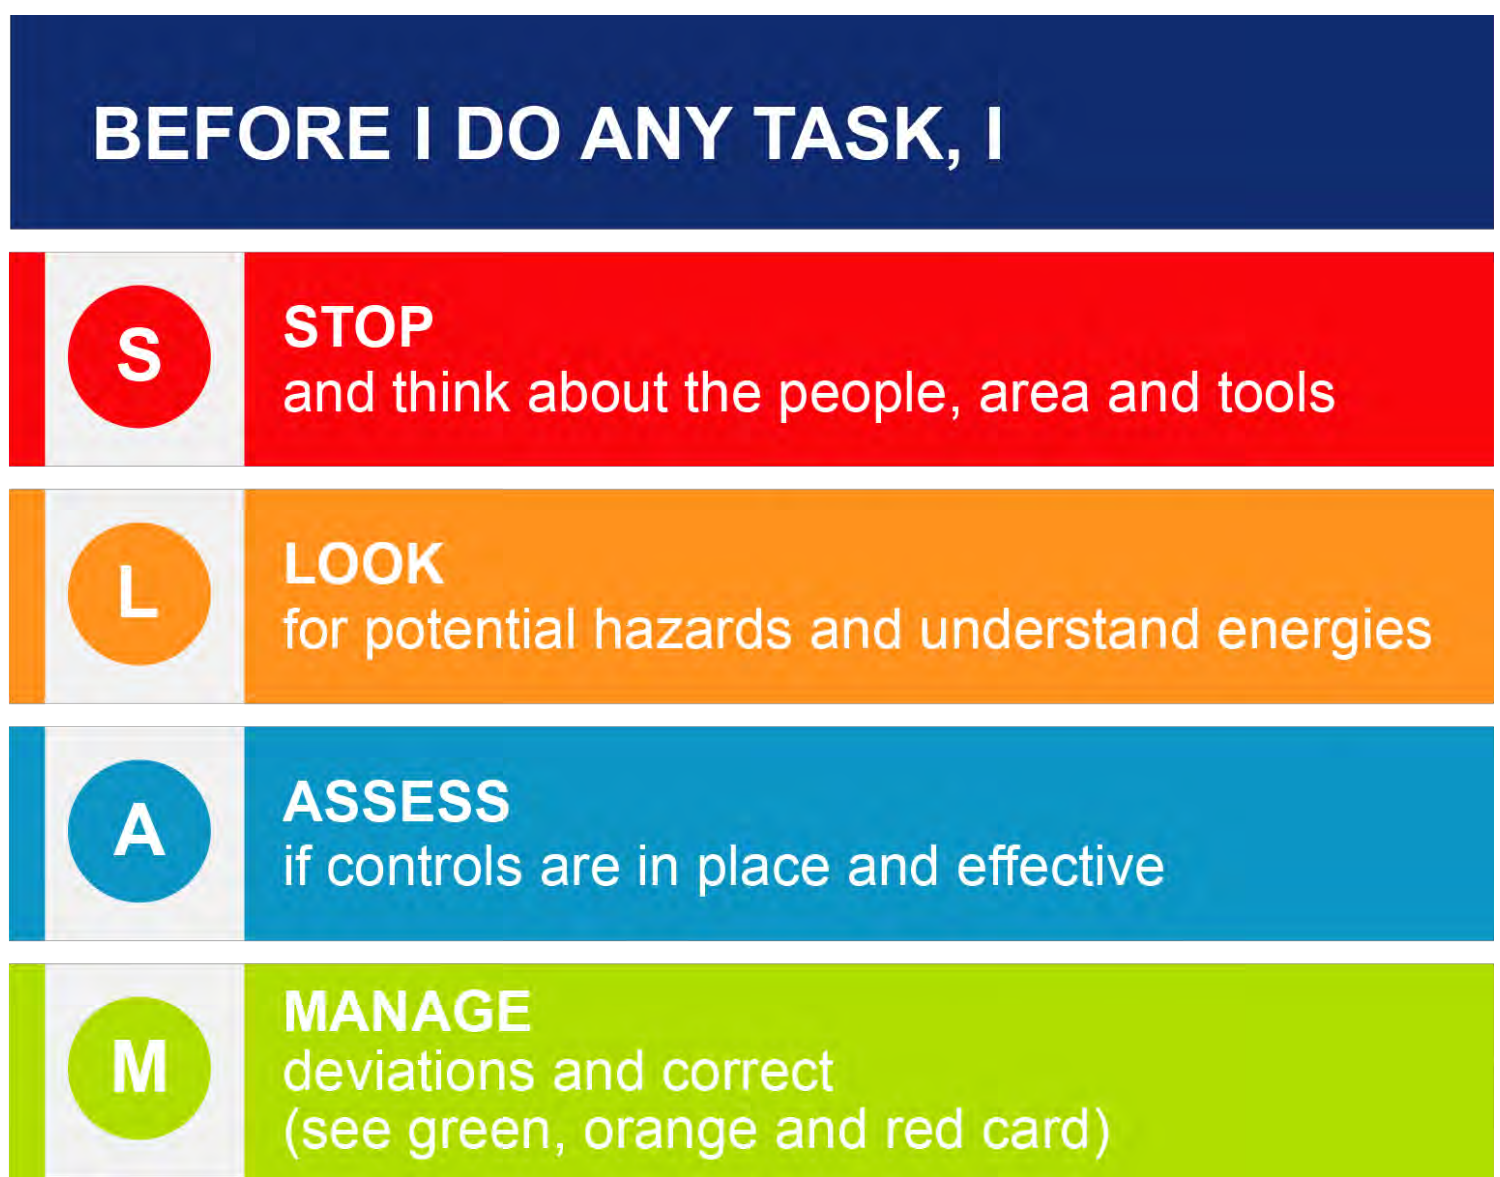 BEFORE I DO ANY TASK, I
S
STOP
and think about the people, area and tools
L
LOOK
for potential hazards and understand energies
A
ASSESS
if controls are in place and effective
M
MANAGE
deviations and correct
(see green, orange and red card)